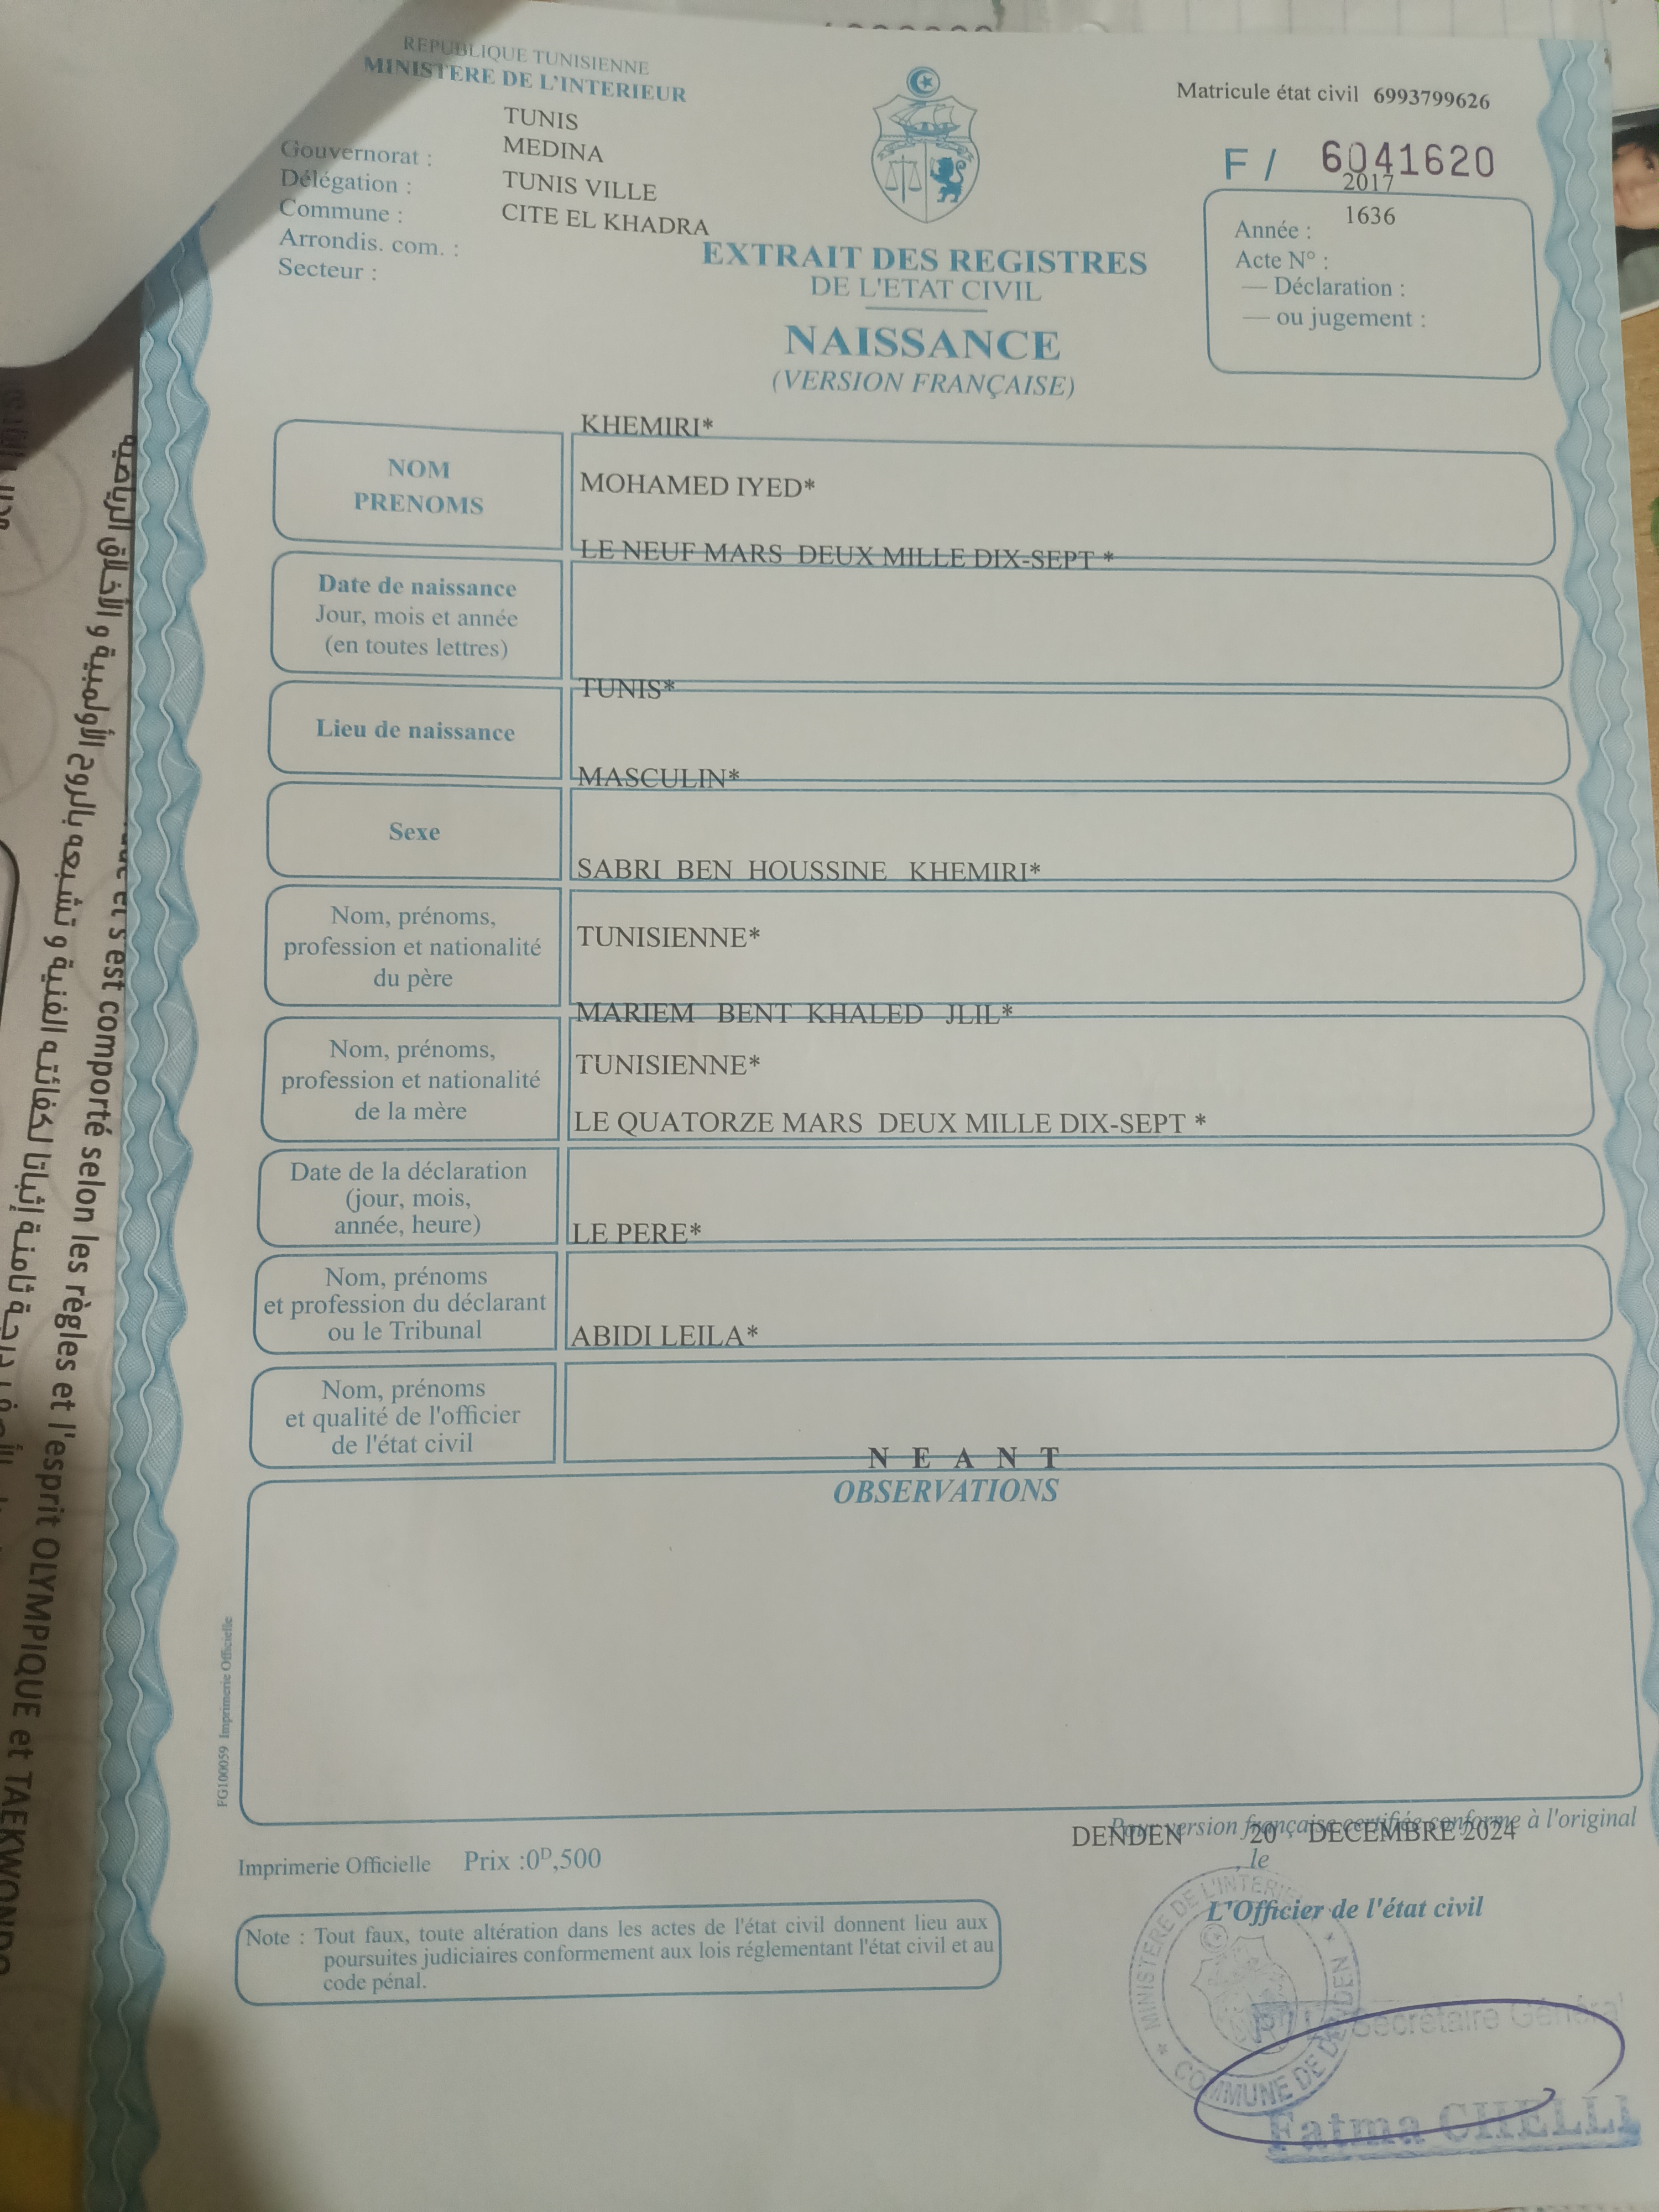 REPUBLIQUE TUNISIENNE
MINISTERE DE L'INTERIEUR
TUNIS
Gouvernorat :
MEDINA
Délégation :
TUNIS VILLE
Commune :
CITE EL KHADRA
Arrondis. com. :
Secteur :
Matricule état civil 6993799626
F / 6041620
2017
1636
Année :
Acte N° :
— Déclaration :
— ou jugement :
EXTRAIT DES REGISTRES
DE L'ETAT CIVIL
NAISSANCE
(VERSION FRANÇAISE)
KHEMIRI*
NOM
PRENOMS
MOHAMED IYED*
LE NEUF MARS DEUX MILLE DIX-SEPT *
Date de naissance
Jour, mois et année
(en toutes lettres)
TUNIS*
Lieu de naissance
MASCULIN*
Sexe
SABRI BEN HOUSSINE KHEMIRI*
Nom, prénoms,
profession et nationalité
du père
TUNISIENNE*
MARIEM BENT KHALED JLIL*
Nom, prénoms,
profession et nationalité
de la mère
TUNISIENNE*
LE QUATORZE MARS DEUX MILLE DIX-SEPT *
Date de la déclaration
(jour, mois,
année, heure)
LE PERE*
Nom, prénoms
et profession du déclarant
ou le Tribunal
ABIDI LEILA*
Nom, prénoms
et qualité de l'officier
de l'état civil
N E A N T
OBSERVATIONS
FG100059 Imprimerie Officielle
Pour version française certifiée conforme à l'original
DENDEN 20 DECEMBRE 2024
, le
Imprimerie Officielle Prix :0ᴰ,500
L'Officier de l'état civil
Note : Tout faux, toute altération dans les actes de l'état civil donnent lieu aux
poursuites judiciaires conformement aux lois réglementant l'état civil et au
code pénal.
MINISTERE DE L'INTERIEUR
COMMUNE DE DENDEN
Secrétaire Général
Fatma CHELLI
et s'est comporté selon les règles et l'esprit OLYMPIQUE et TAEKWONDO
و الأخلاق الرياضية